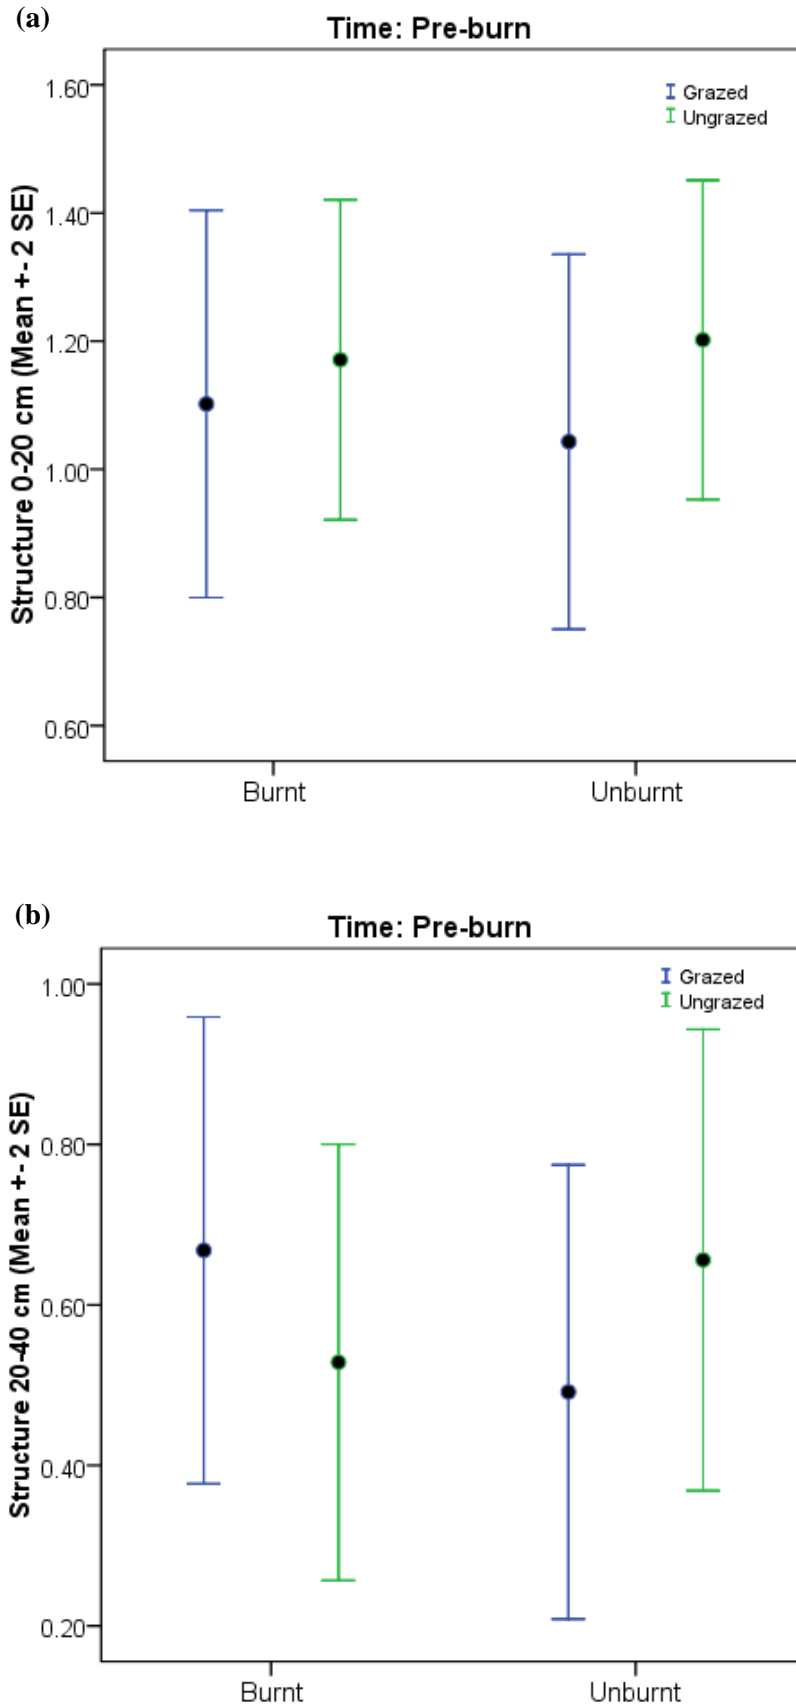 (a)
Time: Pre-burn
Grazed
Ungrazed
Structure 0-20 cm (Mean +- 2 SE)
1.60
1.40
1.20
1.00
0.80
0.60
Burnt
Unburnt
(b)
Time: Pre-burn
Grazed
Ungrazed
Structure 20-40 cm (Mean +- 2 SE)
1.00
0.80
0.60
0.40
0.20
Burnt
Unburnt